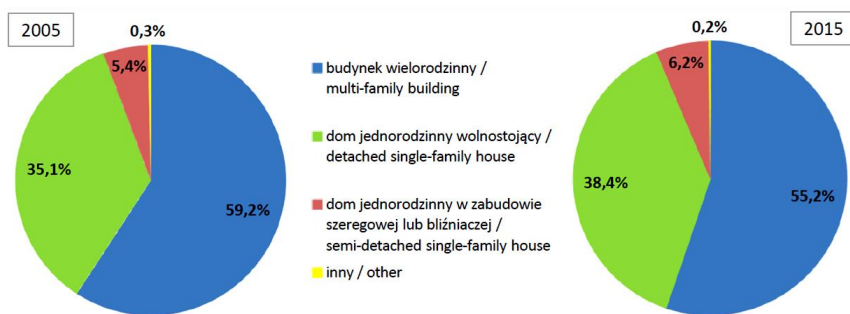 2005
0,3%
5,4%
35,1%
59,2%
budynek wielorodzinny /
multi-family building
dom jednorodzinny wolnostojący /
detached single-family house
dom jednorodzinny w zabudowie
szeregowej lub bliźniaczej /
semi-detached single-family house
inny / other
2015
0,2%
6,2%
38,4%
55,2%